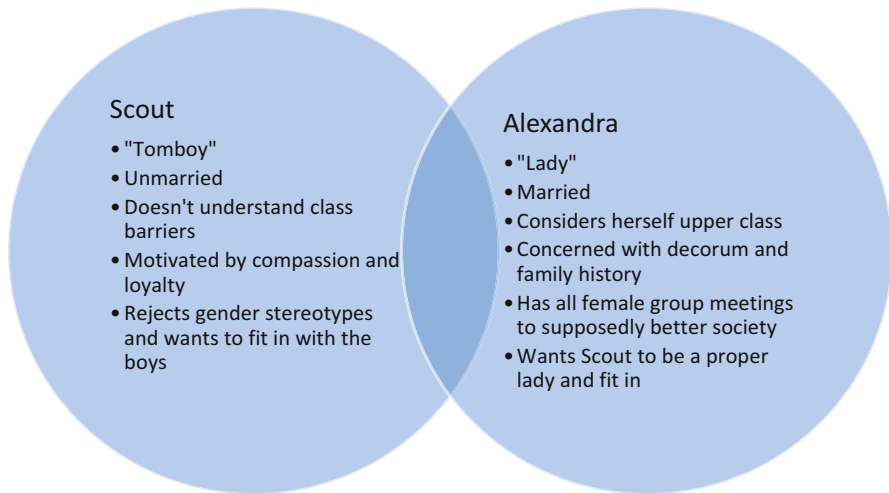 Scout
• "Tomboy"
• Unmarried
• Doesn't understand class
barriers
• Motivated by compassion and
loyalty
• Rejects gender stereotypes
and wants to fit in with the
boys
Alexandra
• "Lady"
• Married
• Considers herself upper class
• Concerned with decorum and
family history
• Has all female group meetings
to supposedly better society
• Wants Scout to be a proper
lady and fit in